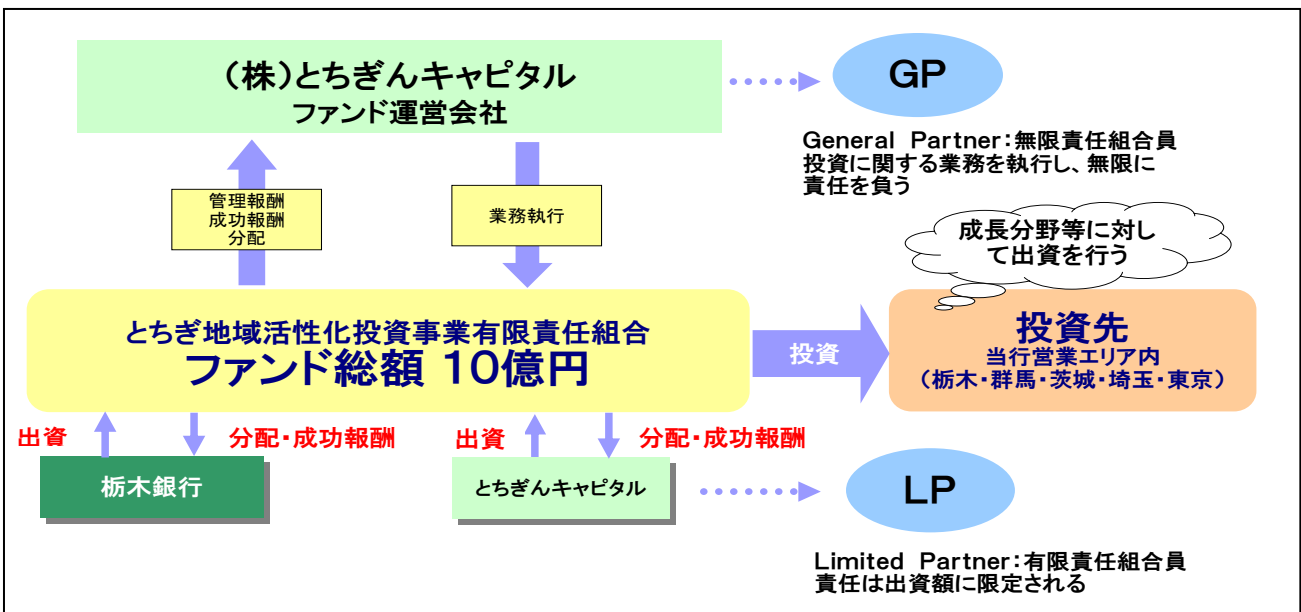 (株)とちぎんキャピタル
ファンド運営会社
GP
General Partner:無限責任組合員
投資に関する業務を執行し、無限に
責任を負う
管理報酬
成功報酬
分配
業務執行
成長分野等に対し
て出資を行う
とちぎ地域活性化投資事業有限責任組合
ファンド総額 10億円
投資
投資先
当行営業エリア内
(栃木・群馬・茨城・埼玉・東京)
出資
分配・成功報酬
出資
分配・成功報酬
栃木銀行
とちぎんキャピタル
LP
Limited Partner:有限責任組合員
責任は出資額に限定される